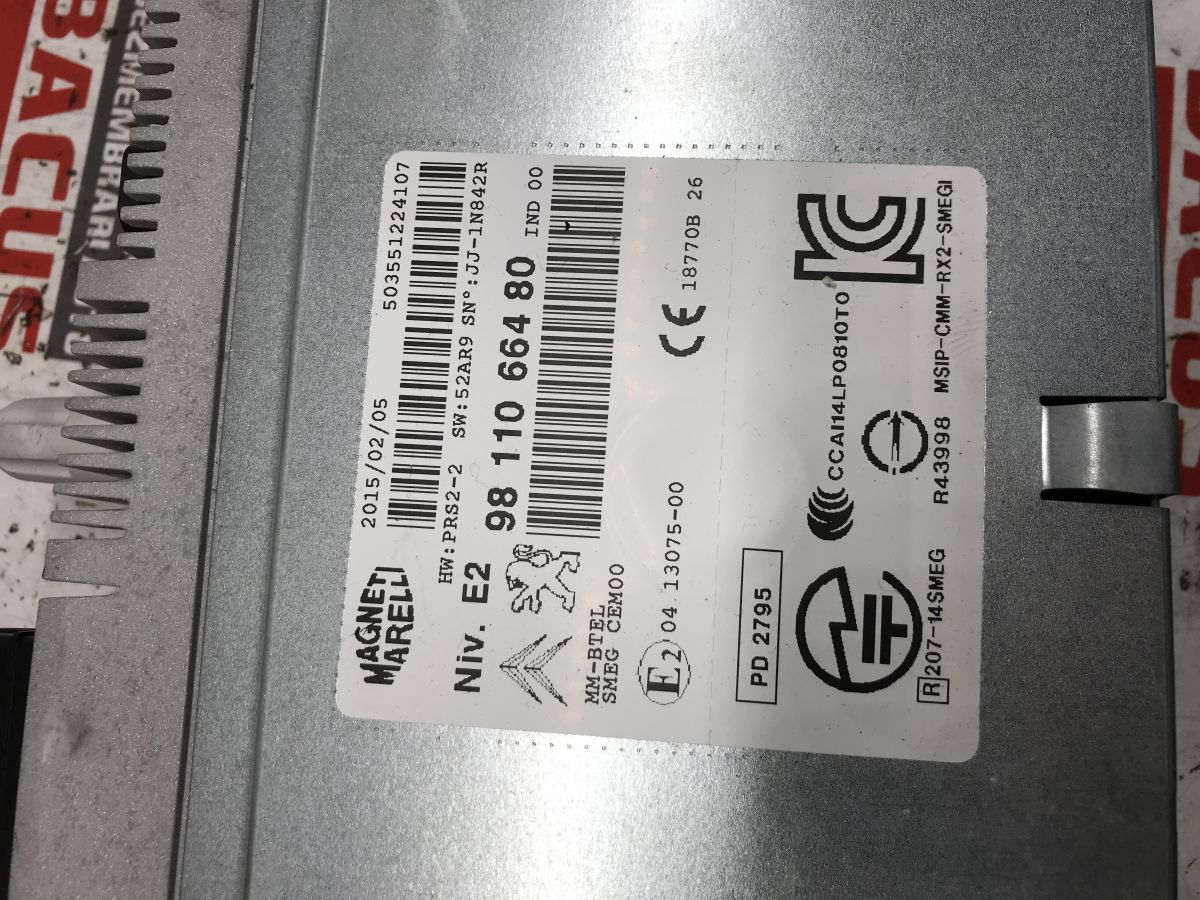 MAGNETI
MARELLI
2015/02/05 503551224107
HW:PRS2-2 SW:52AR9 SN°:JJ-1N842R
Niv. E2 98 110 664 80 IND 00
MM-BTEL
SMEG CEM00
E2 04 13075-00 CE 18770B 26
PD 2795
CCAI14LP0810T0
R 207-14SMEG R43998 MSIP-CMM-RX2-SMEGI
BACUS